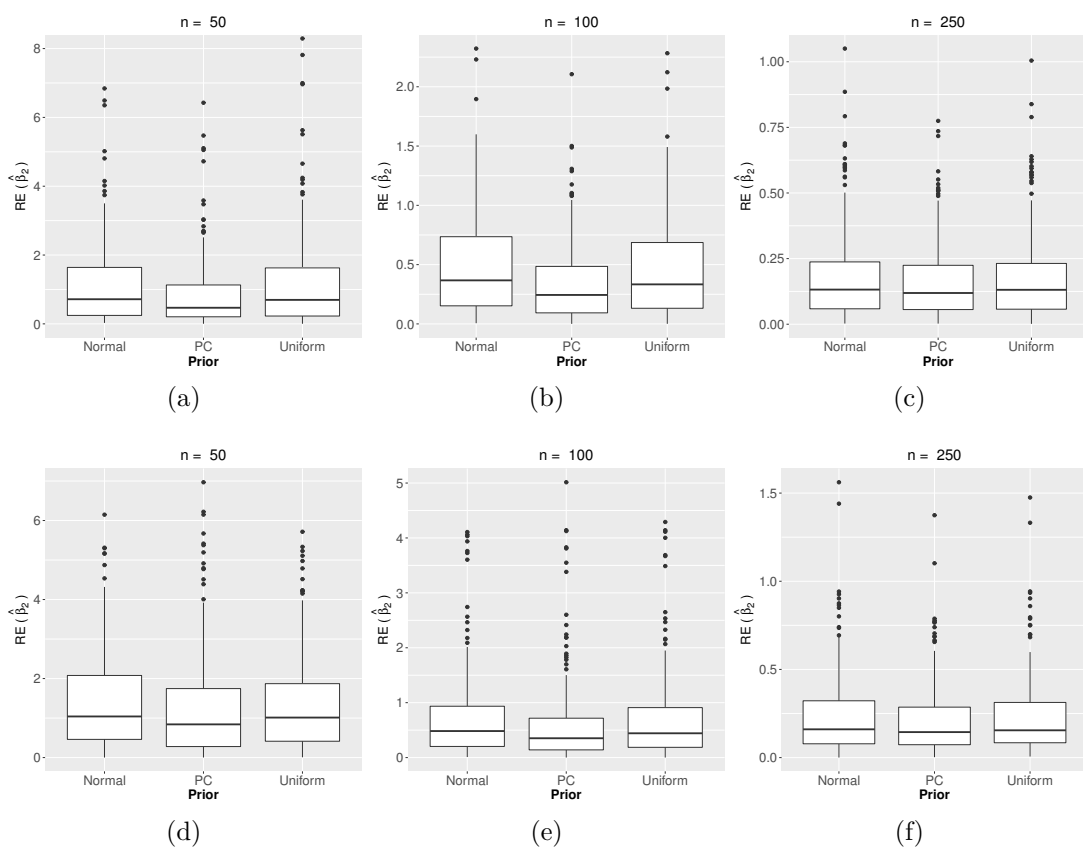 n = 50
8
6
4
2
0
RE (β̂₂)
Normal PC Uniform
Prior
(a)
n = 100
2.0
1.5
1.0
0.5
0.0
RE (β̂₂)
Normal PC Uniform
Prior
(b)
n = 250
1.00
0.75
0.50
0.25
0.00
RE (β̂₂)
Normal PC Uniform
Prior
(c)
n = 50
6
4
2
0
RE (β̂₂)
Normal PC Uniform
Prior
(d)
n = 100
5
4
3
2
1
0
RE (β̂₂)
Normal PC Uniform
Prior
(e)
n = 250
1.5
1.0
0.5
0.0
RE (β̂₂)
Normal PC Uniform
Prior
(f)